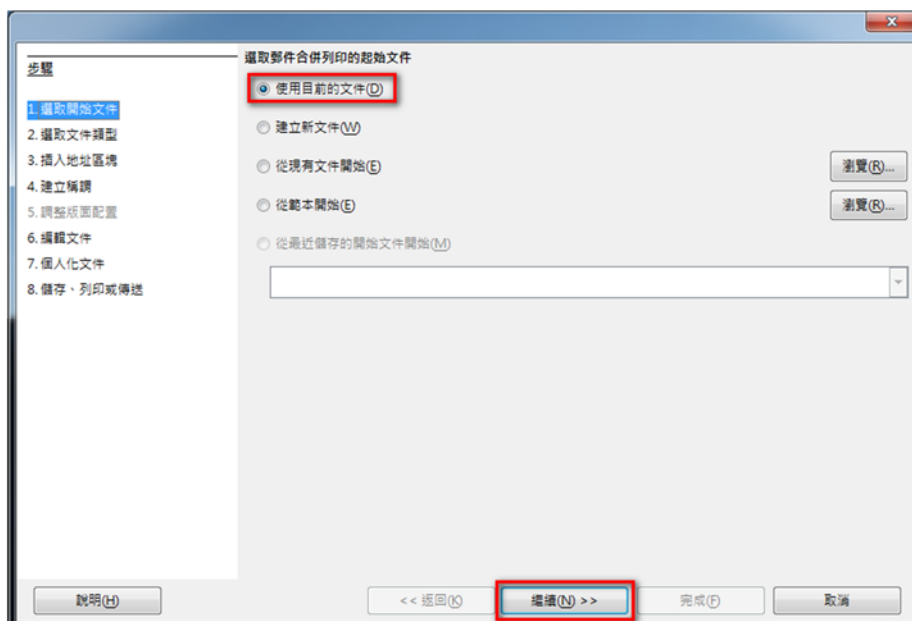 步驟
1. 選取開始文件
2. 選取文件類型
3. 插入地址區塊
4. 建立稱謂
5. 調整版面配置
6. 編輯文件
7. 個人化文件
8. 儲存、列印或傳送
選取郵件合併列印的起始文件
使用目前的文件(D)
建立新文件(W)
從現有文件開始(E)
瀏覽(R)...
從範本開始(E)
瀏覽(R)...
從最近儲存的開始文件開始(M)
說明(H)
<< 返回(K)
繼續(N) >>
完成(F)
取消